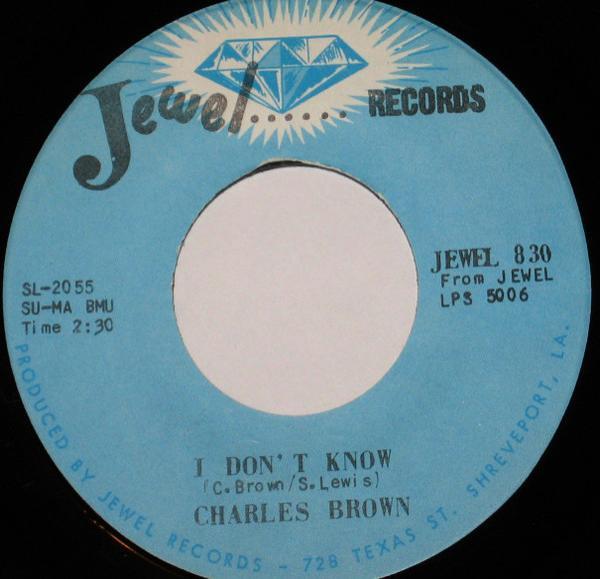 Jewel...... RECORDS
SL-2055
SU-MA BMU
Time 2:30
JEWEL 830
From JEWEL
LPS 5006
I DON'T KNOW
(C.Brown/S.Lewis)
CHARLES BROWN
PRODUCED BY JEWEL RECORDS - 728 TEXAS ST. SHREVEPORT, LA.